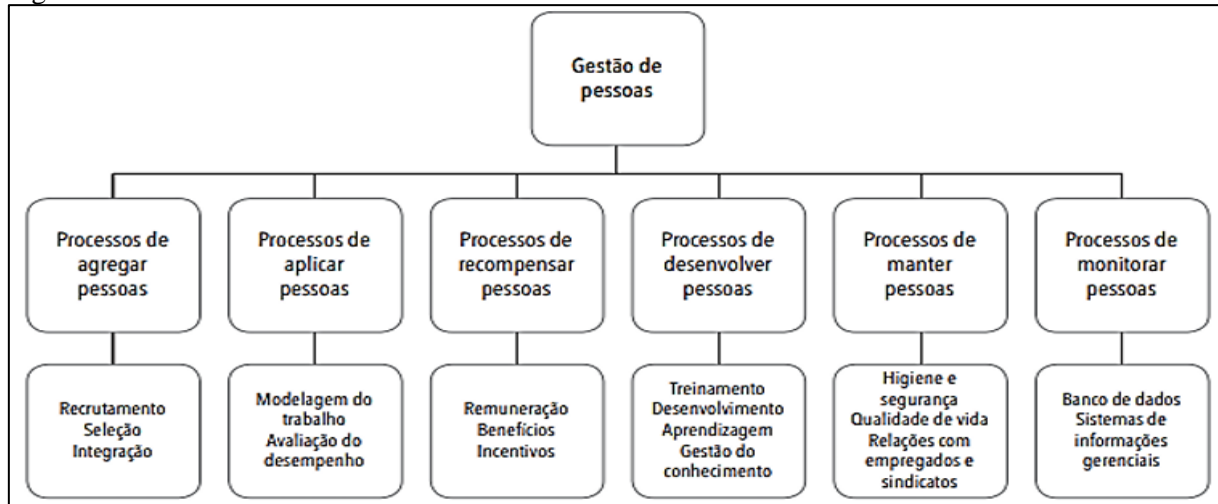 Gestão de
pessoas
Processos de
agregar
pessoas
Processos de
aplicar
pessoas
Processos de
recompensar
pessoas
Processos de
desenvolver
pessoas
Processos de
manter
pessoas
Processos de
monitorar
pessoas
Recrutamento
Seleção
Integração
Modelagem do
trabalho
Avaliação do
desempenho
Remuneração
Benefícios
Incentivos
Treinamento
Desenvolvimento
Aprendizagem
Gestão do
conhecimento
Higiene e
segurança
Qualidade de vida
Relações com
empregados e
sindicatos
Banco de dados
Sistemas de
informações
gerenciais